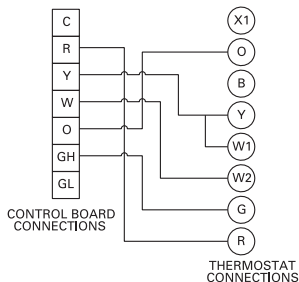 C
R
Y
W
O
GH
GL
CONTROL BOARD
CONNECTIONS
X1
O
B
Y
W1
W2
G
R
THERMOSTAT
CONNECTIONS